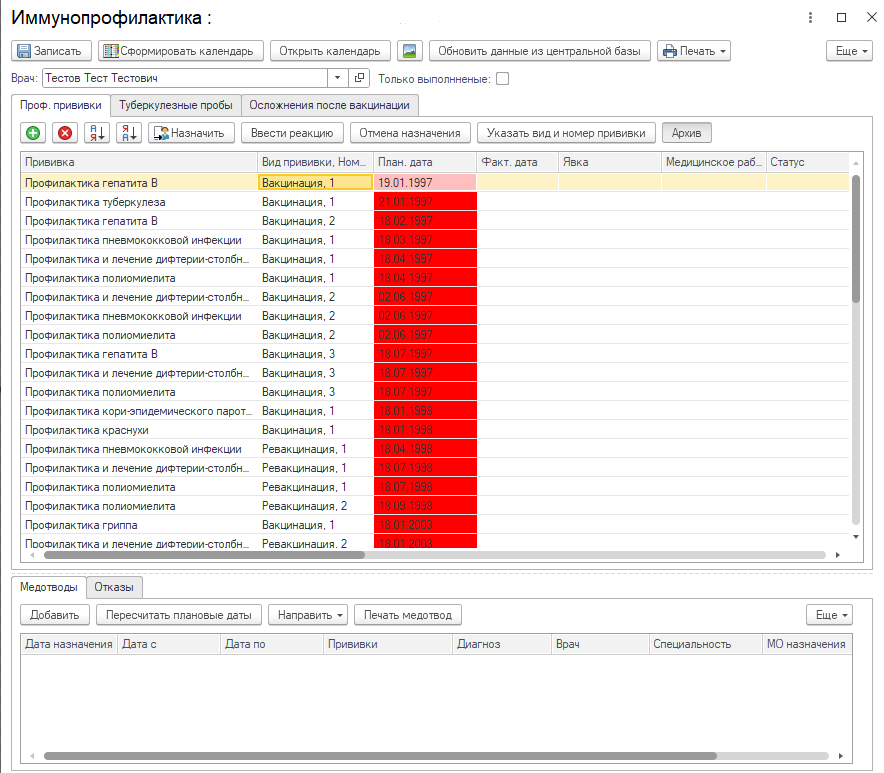 Иммунопрофилактика :
Записать Сформировать календарь Открыть календарь Обновить данные из центральной базы Печать Еще
Врач: Тестов Тест Тестович Только выполненные:
Проф. прививки Туберкулезные пробы Осложнения после вакцинации
Назначить Ввести реакцию Отмена назначения Указать вид и номер прививки Архив
Прививка Вид прививки, Ном... План. дата Факт. дата Явка Медицинское раб... Статус
Профилактика гепатита В Вакцинация, 1 19.01.1997
Профилактика туберкулеза Вакцинация, 1 21.01.1997
Профилактика гепатита В Вакцинация, 2 18.02.1997
Профилактика пневмококковой инфекции Вакцинация, 1 18.03.1997
Профилактика и лечение дифтерии-столбн... Вакцинация, 1 18.04.1997
Профилактика полиомиелита Вакцинация, 1 18.04.1997
Профилактика и лечение дифтерии-столбн... Вакцинация, 2 02.06.1997
Профилактика пневмококковой инфекции Вакцинация, 2 02.06.1997
Профилактика полиомиелита Вакцинация, 2 02.06.1997
Профилактика гепатита В Вакцинация, 3 18.07.1997
Профилактика и лечение дифтерии-столбн... Вакцинация, 3 18.07.1997
Профилактика полиомиелита Вакцинация, 3 18.07.1997
Профилактика кори-эпидемического парот... Вакцинация, 1 18.01.1998
Профилактика краснухи Вакцинация, 1 18.01.1998
Профилактика пневмококковой инфекции Ревакцинация, 1 18.04.1998
Профилактика и лечение дифтерии-столбн... Ревакцинация, 1 18.07.1998
Профилактика полиомиелита Ревакцинация, 1 18.07.1998
Профилактика полиомиелита Ревакцинация, 2 18.09.1998
Профилактика гриппа Вакцинация, 1 18.01.2003
Профилактика и лечение дифтерии-столбн... Ревакцинация, 2 18.01.2003
Медотводы Отказы
Добавить Пересчитать плановые даты Направить Печать медотвод Еще
Дата назначения Дата с Дата по Прививки Диагноз Врач Специальность МО назначения